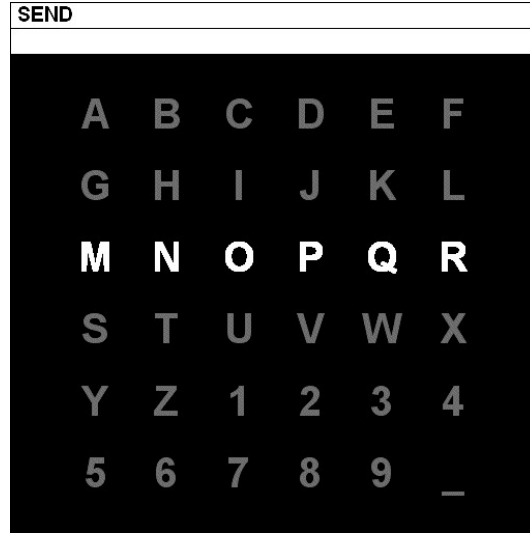 SEND
A B C D E F
G H I J K L
M N O P Q R
S T U V W X
Y Z 1 2 3 4
5 6 7 8 9 _